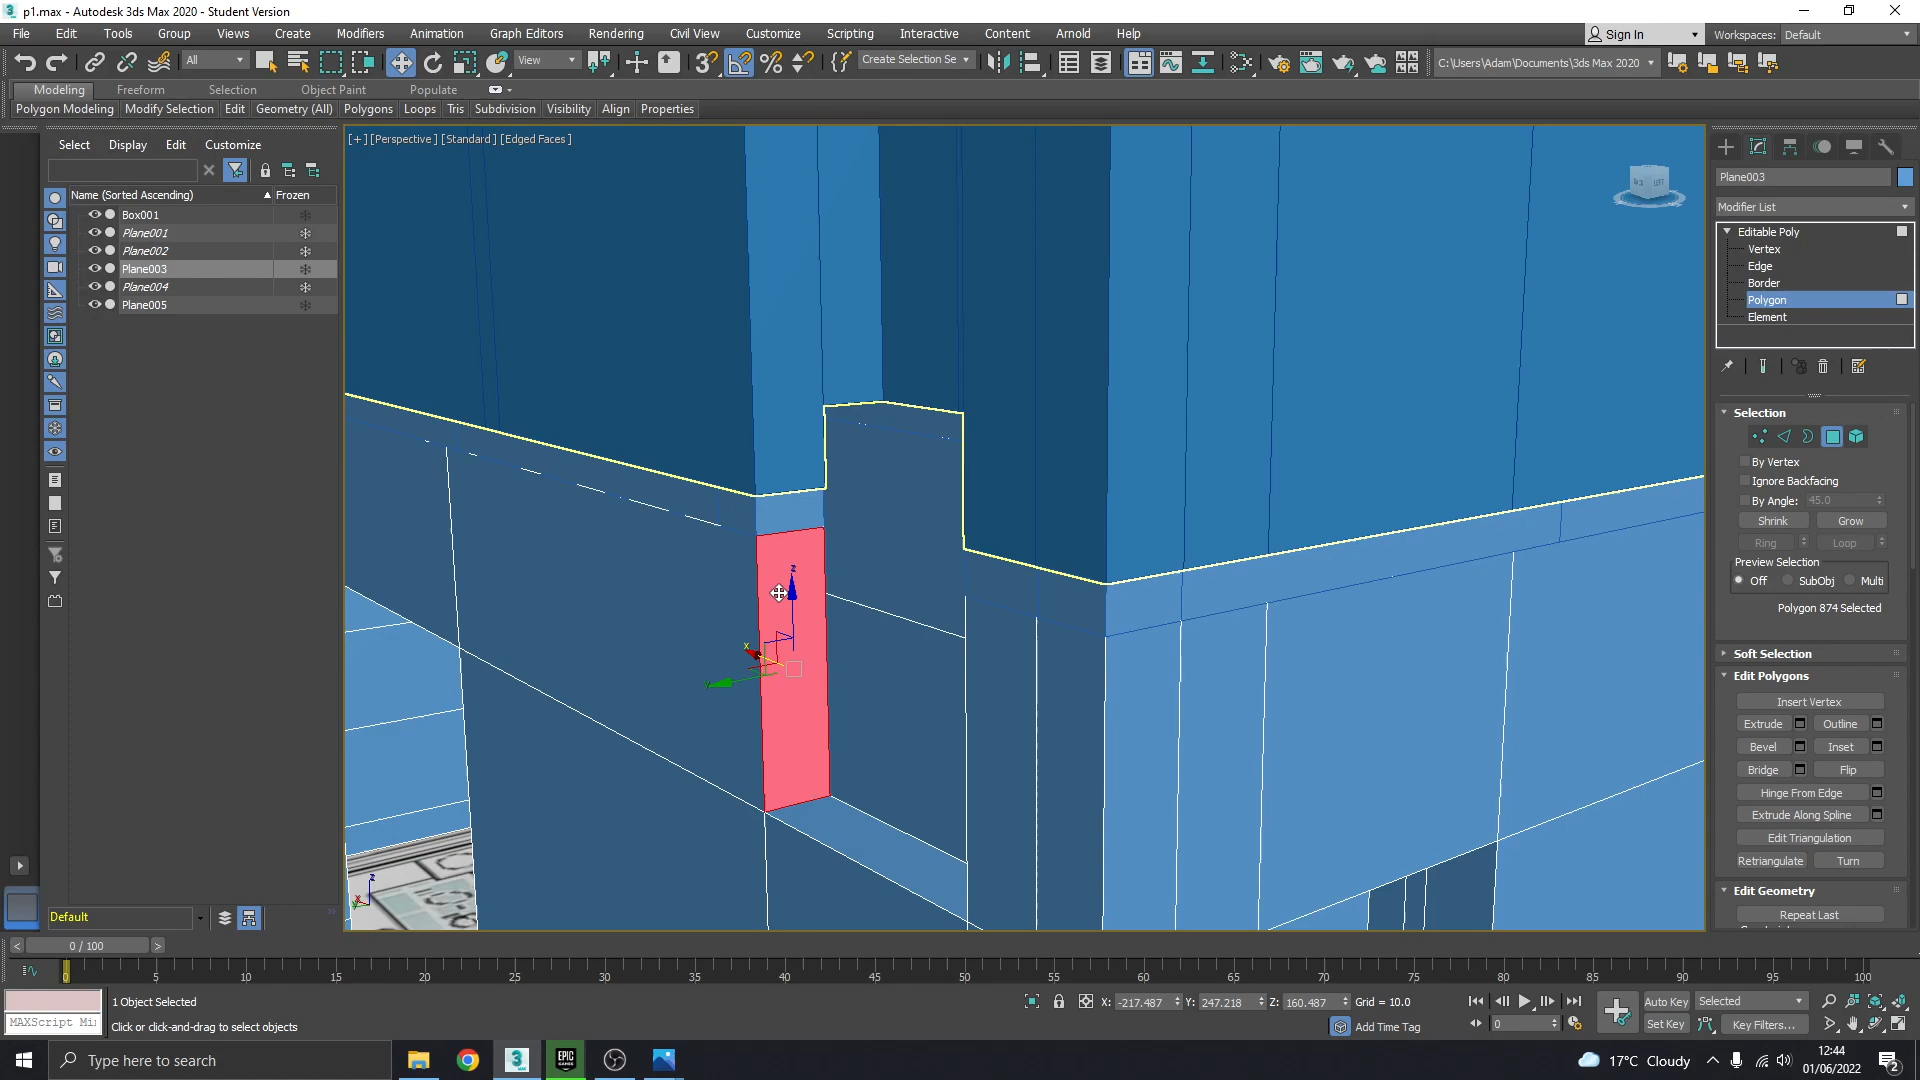 p1.max - Autodesk 3ds Max 2020 - Student Version
File Edit Tools Group Views Create Modifiers Animation Graph Editors Rendering Civil View Customize Scripting Interactive Content Arnold Help
Sign In Workspaces: Default
All View Create Selection Se C:\Users\Adam\Documents\3ds Max 2020
Modeling Freeform Selection Object Paint Populate
Polygon Modeling Modify Selection Edit Geometry (All) Polygons Loops Tris Subdivision Visibility Align Properties
[+] [Perspective ] [Standard ] [Edged Faces ]
Select Display Edit Customize
Name (Sorted Ascending) Frozen
Box001
Plane001
Plane002
Plane003
Plane004
Plane005
LEFT
x
y
z
Plane003
Modifier List
Editable Poly
Vertex
Edge
Border
Polygon
Element
Selection
By Vertex
Ignore Backfacing
By Angle: 45.0
Shrink Grow
Ring Loop
Preview Selection
Off SubObj Multi
Polygon 874 Selected
Soft Selection
Edit Polygons
Insert Vertex
Extrude Outline
Bevel Inset
Bridge Flip
Hinge From Edge
Extrude Along Spline
Edit Triangulation
Retriangulate Turn
Edit Geometry
Repeat Last
Default
< 0 / 100 >
0 5 10 15 20 25 30 35 40 45 50 55 60 65 70 75 80 85 90 95 100
1 Object Selected
X: -217.487 Y: 247.218 Z: 160.487 Grid = 10.0
Auto Key Selected
MAXScript Mi
Click or click-and-drag to select objects
Add Time Tag
0
Set Key Key Filters...
Type here to search
3
EPIC GAMES
17°C Cloudy
12:44
01/06/2022
2